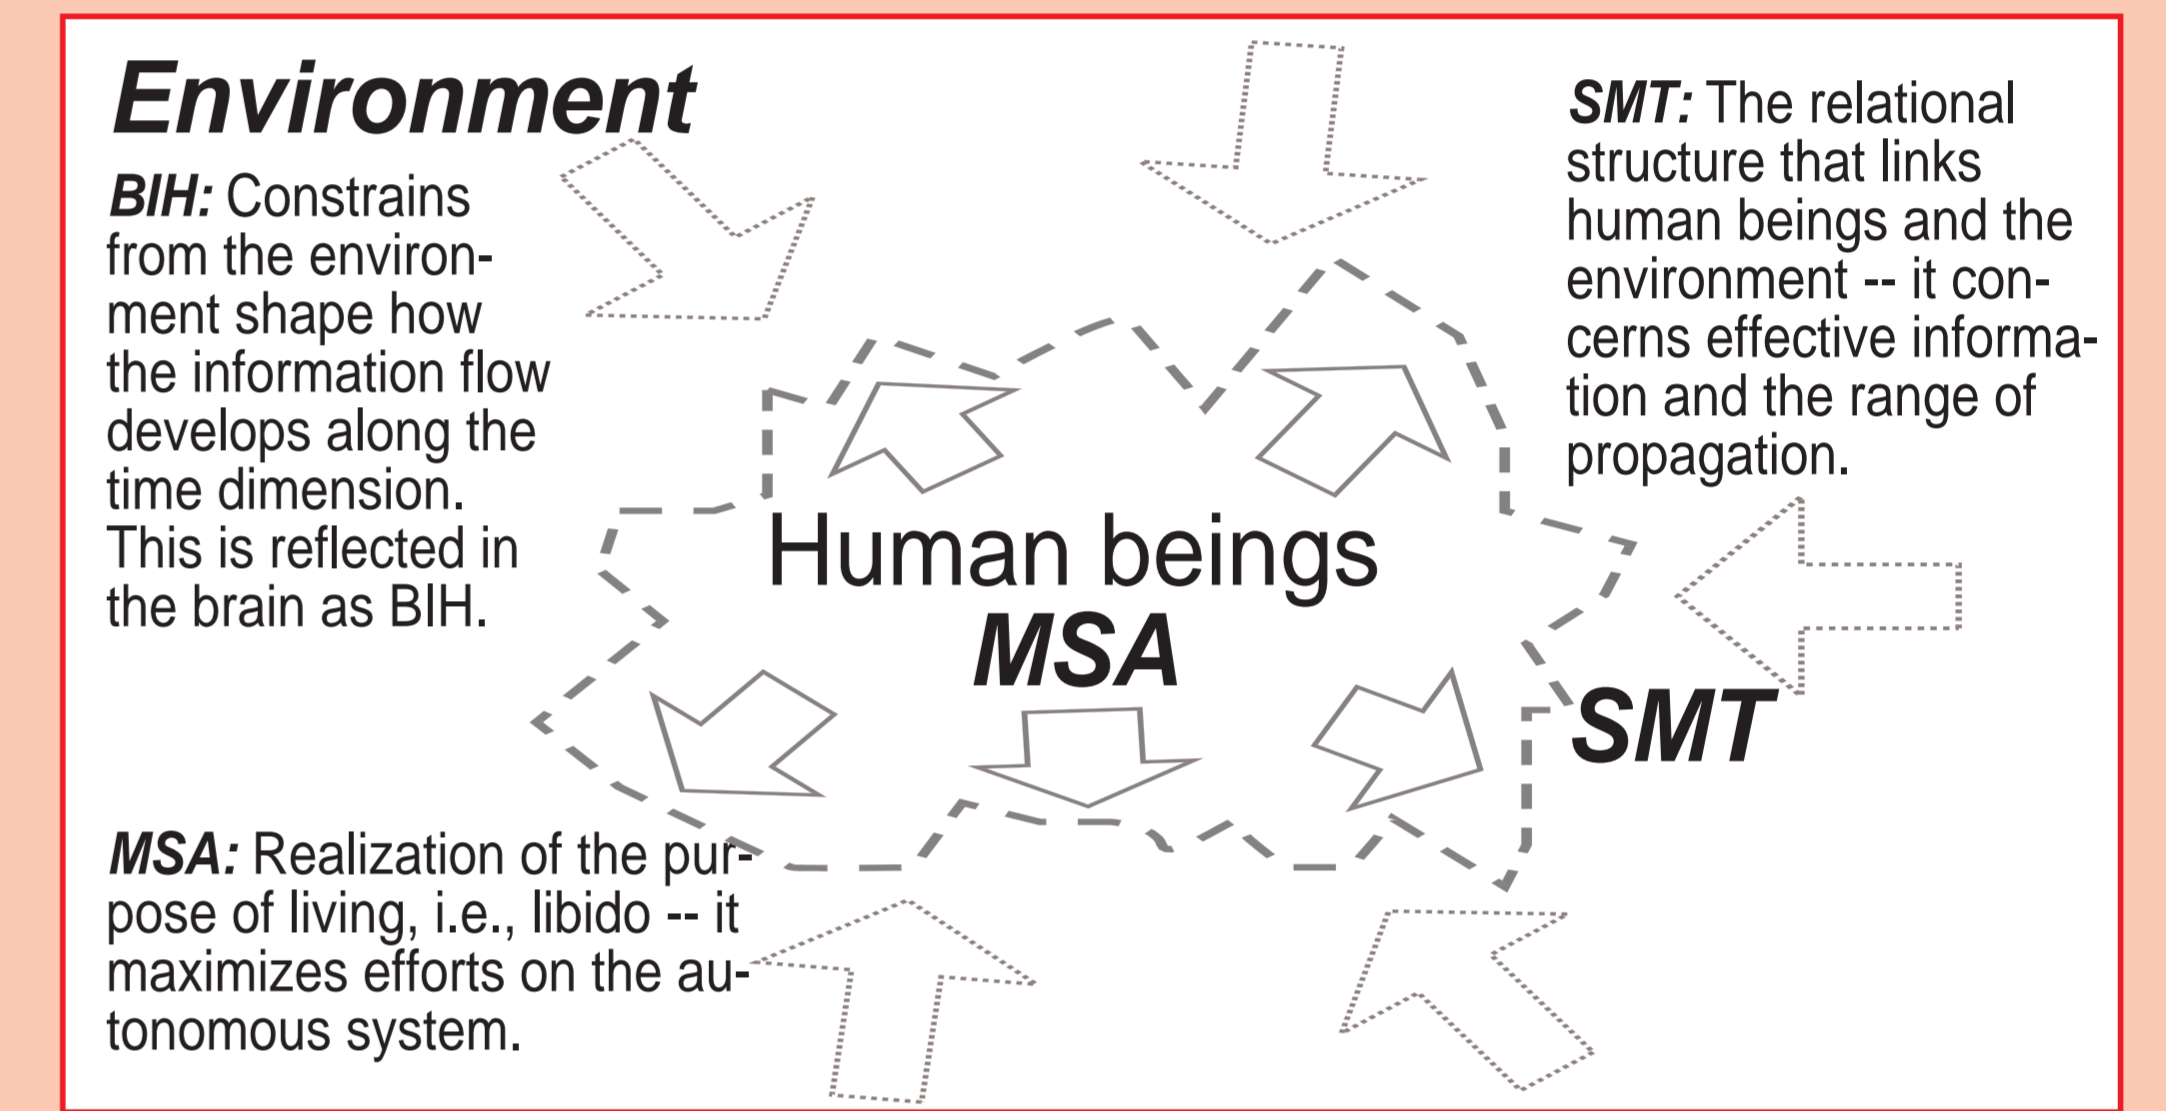 Environment
BIH: Constrains
from the environ-
ment shape how
the information flow
develops along the
time dimension.
This is reflected in
the brain as BIH.
SMT: The relational
structure that links
human beings and the
environment -- it con-
cerns effective informa-
tion and the range of
propagation.
Human beings
MSA
SMT
MSA: Realization of the pur-
pose of living, i.e., libido -- it
maximizes efforts on the au-
tonomous system.